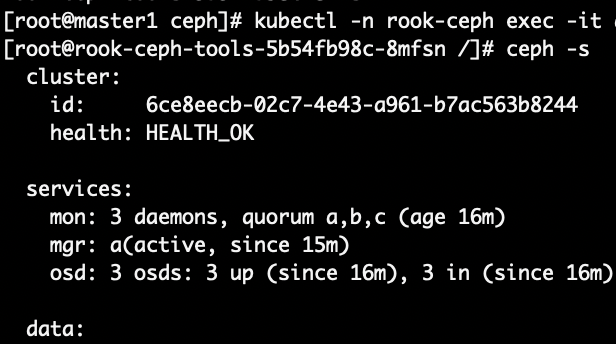 [root@master1 ceph]# kubectl -n rook-ceph exec -it
[root@rook-ceph-tools-5b54fb98c-8mfsn /]# ceph -s
cluster:
id: 6ce8eecb-02c7-4e43-a961-b7ac563b8244
health: HEALTH_OK
services:
mon: 3 daemons, quorum a,b,c (age 16m)
mgr: a(active, since 15m)
osd: 3 osds: 3 up (since 16m), 3 in (since 16m)
data: